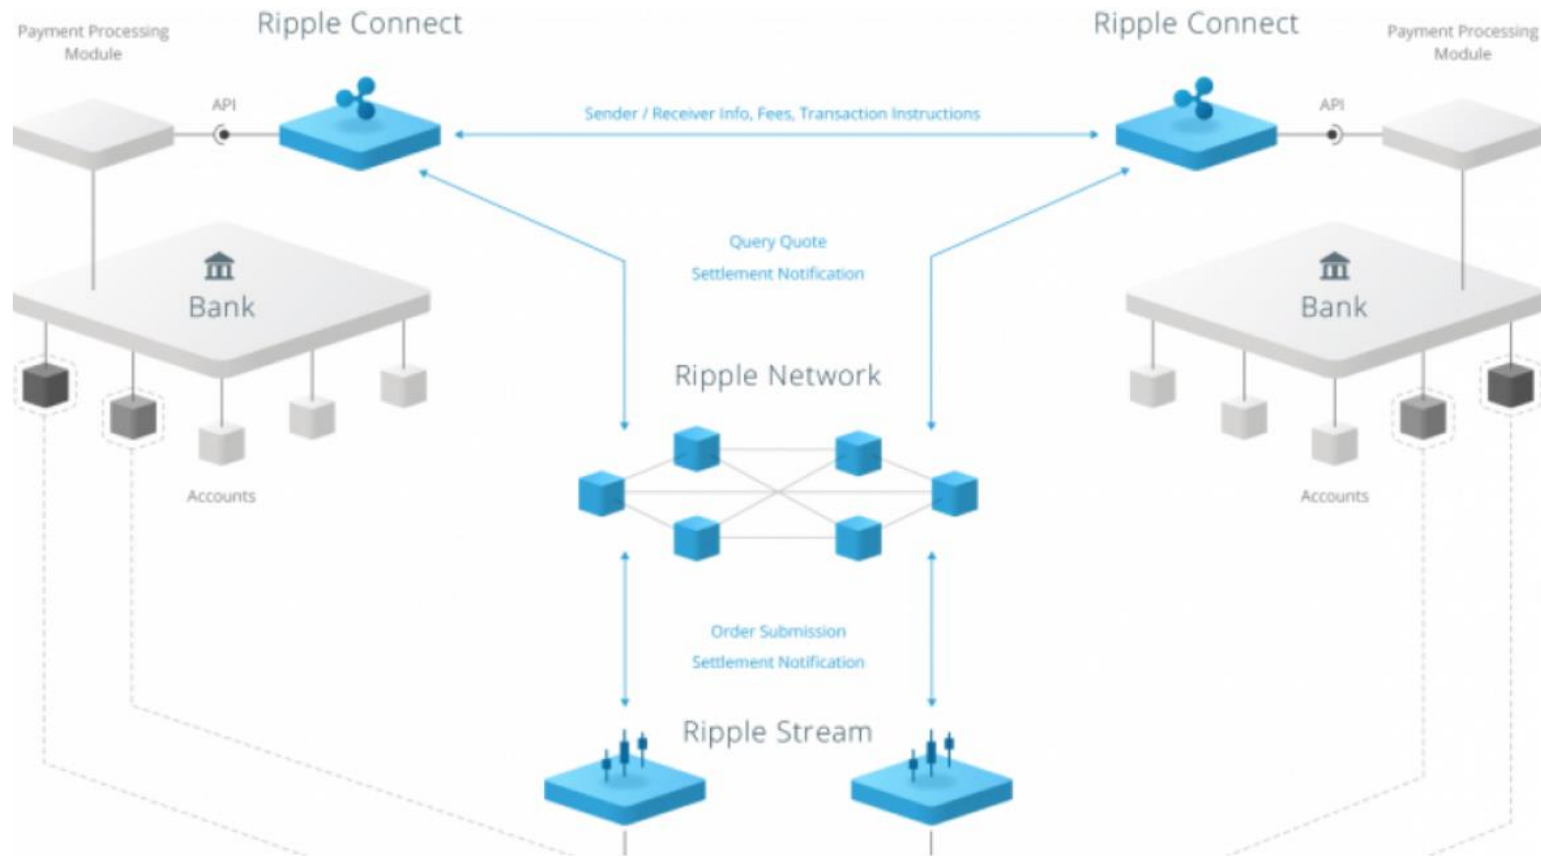 Ripple Connect
Ripple Connect
Payment Processing
Module
Payment Processing
Module
API
API
Sender / Receiver Info, Fees, Transaction Instructions
Query Quote
Settlement Notification
Bank
Bank
Ripple Network
Accounts
Accounts
Order Submission
Settlement Notification
Ripple Stream